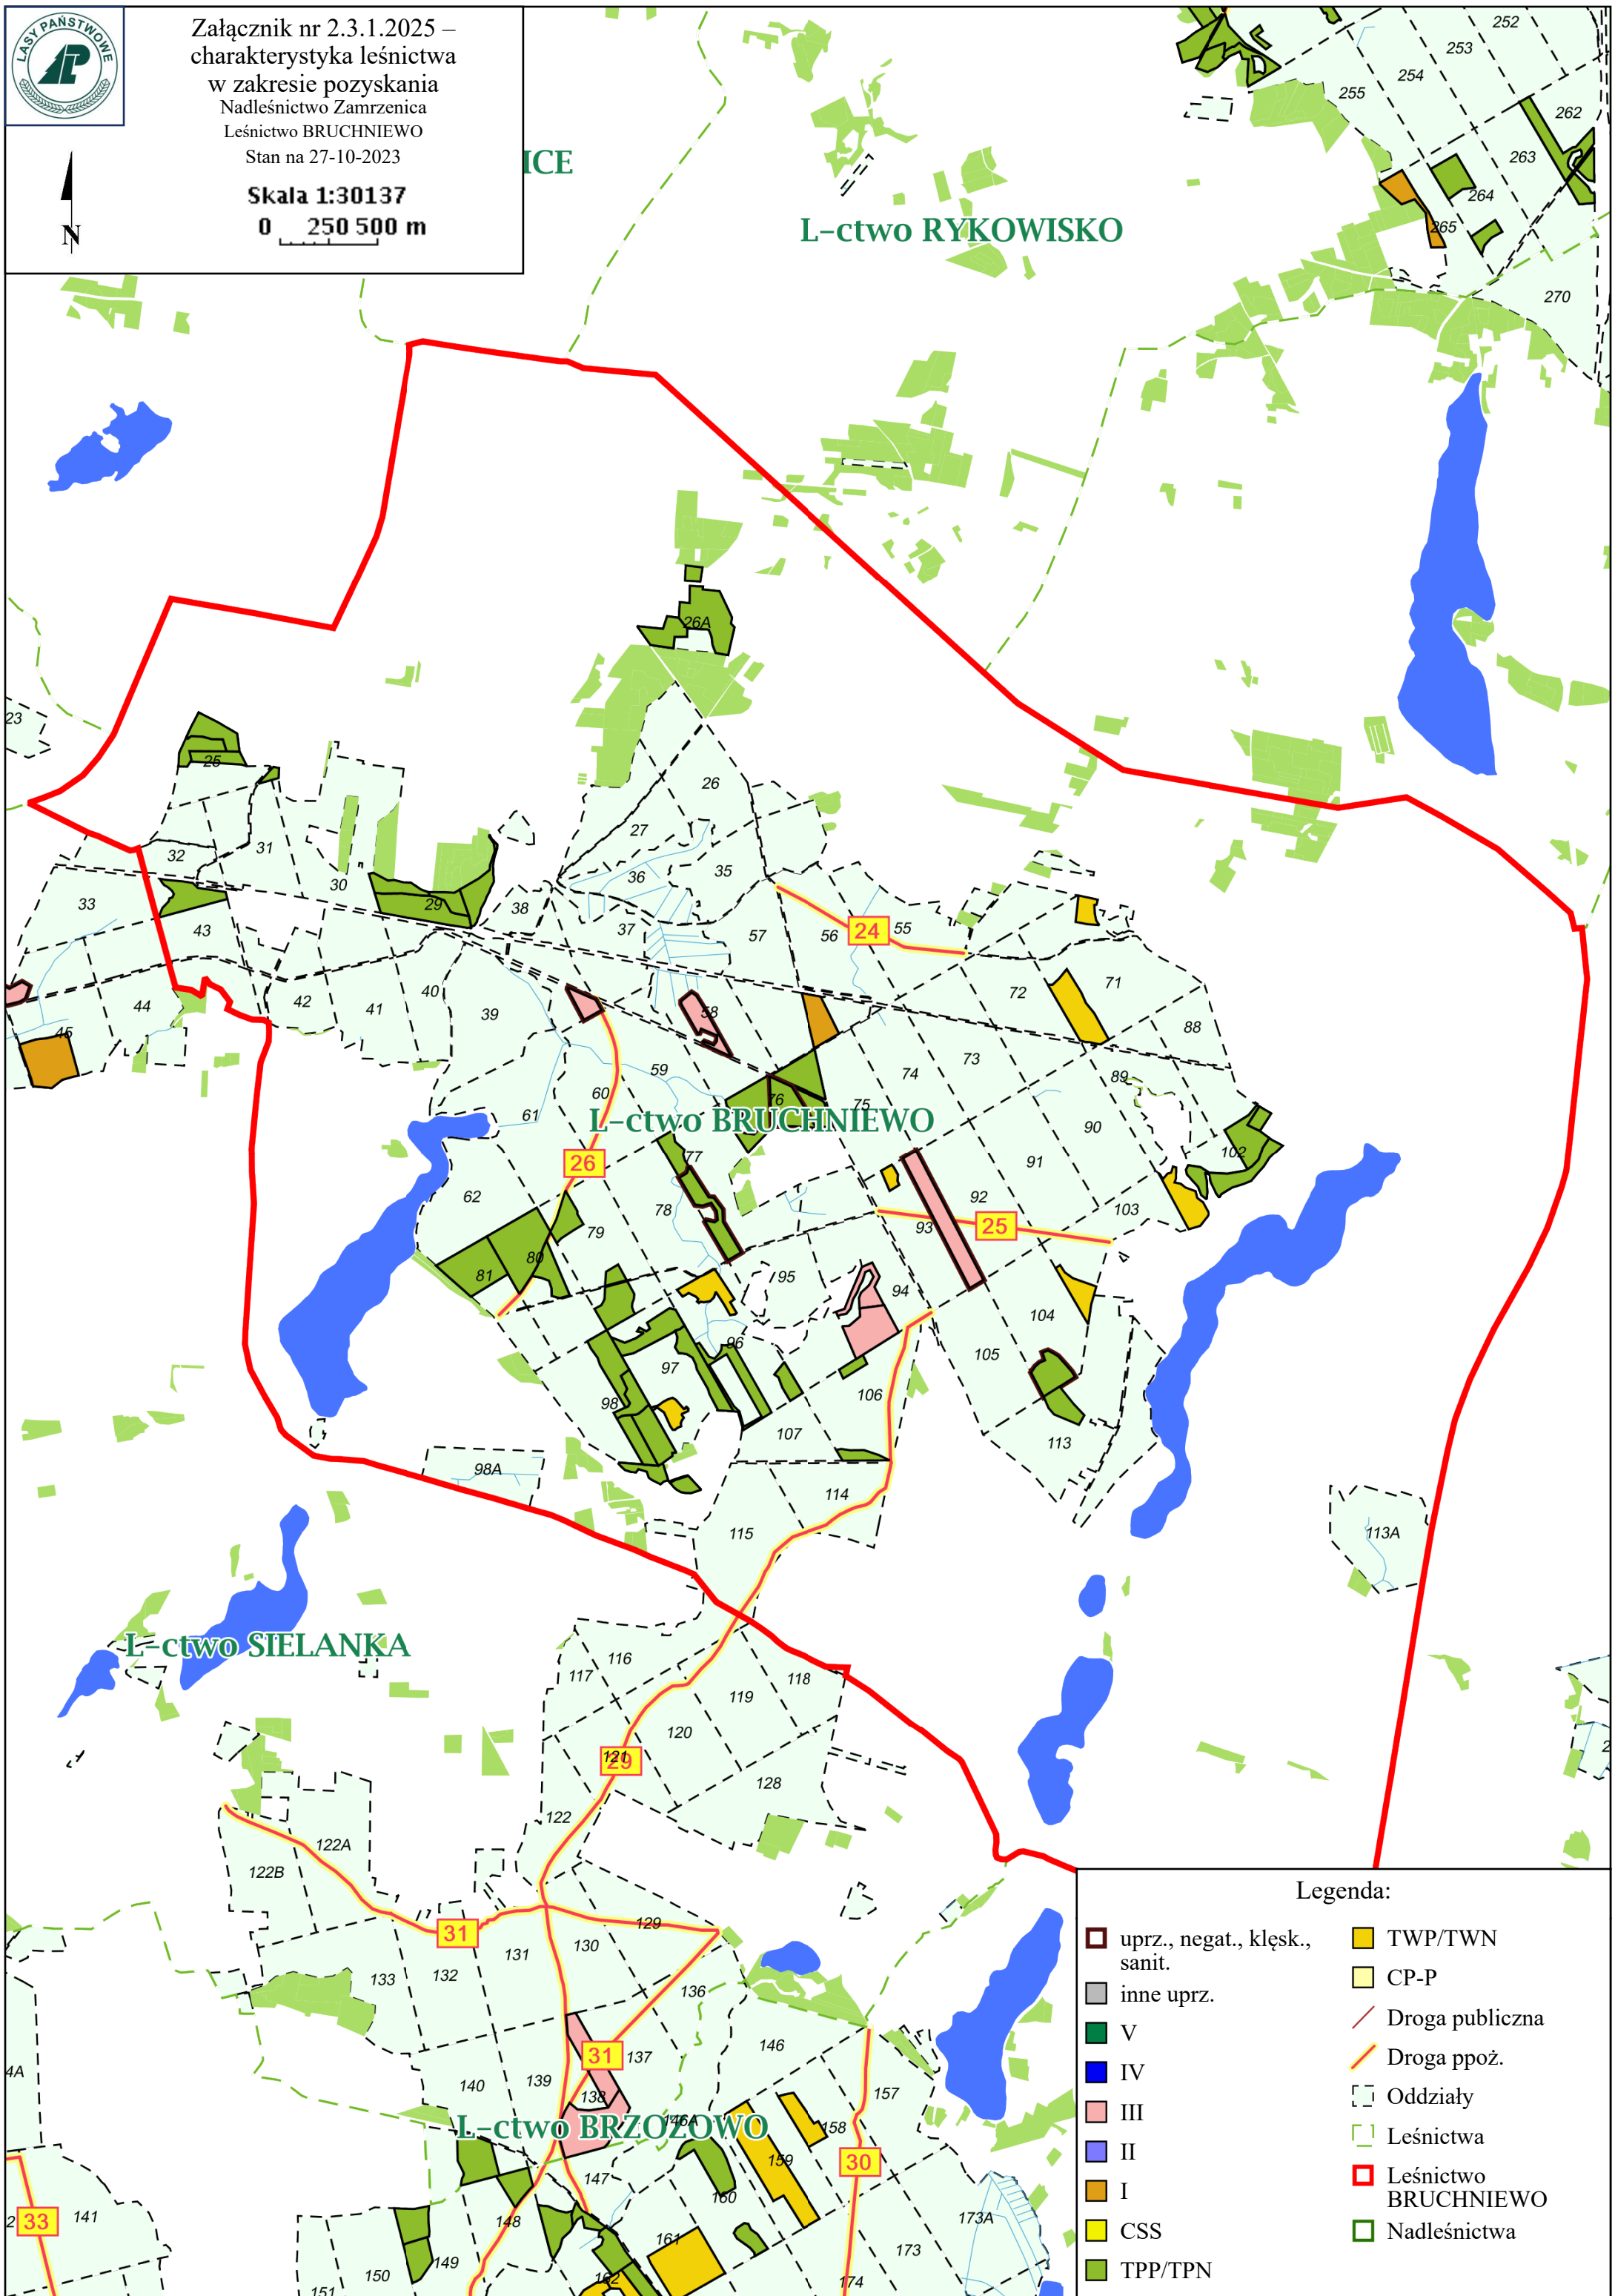 LASY PAŃSTWOWE
Załącznik nr 2.3.1.2025 –
charakterystyka leśnictwa
w zakresie pozyskania
Nadleśnictwo Zamrzenica
Leśnictwo BRUCHNIEWO
Stan na 27-10-2023
Skala 1:30137
0 250 500 m
N
ICE
L-ctwo RYKOWISKO
252
253
254
255
262
263
264
265
270
26A
23
25
26
27
31
32
30
35
36
33
29
38
43
37
57
56
24
55
44
42
41
40
39
58
72
71
88
45
59
73
74
60
89
76
75
61
L-ctwo BRUCHNIEWO
90
102
77
26
91
62
78
92
103
79
93
25
80
81
95
94
104
96
105
97
98
106
107
113
98A
114
115
113A
L-ctwo SIELANKA
116
117
118
119
120
121
29
128
122
122A
122B
31
129
130
131
132
133
136
146
31
137
4A
140
139
138
157
L-ctwo BRZOZOWO
146A
158
159
30
147
160
173A
2
33
141
148
161
173
149
150
162
174
151
2
Legenda:
uprz., negat., klęsk.,
sanit.
inne uprz.
V
IV
III
II
I
CSS
TPP/TPN
TWP/TWN
CP-P
Droga publiczna
Droga ppoż.
Oddziały
Leśnictwa
Leśnictwo
BRUCHNIEWO
Nadleśnictwa